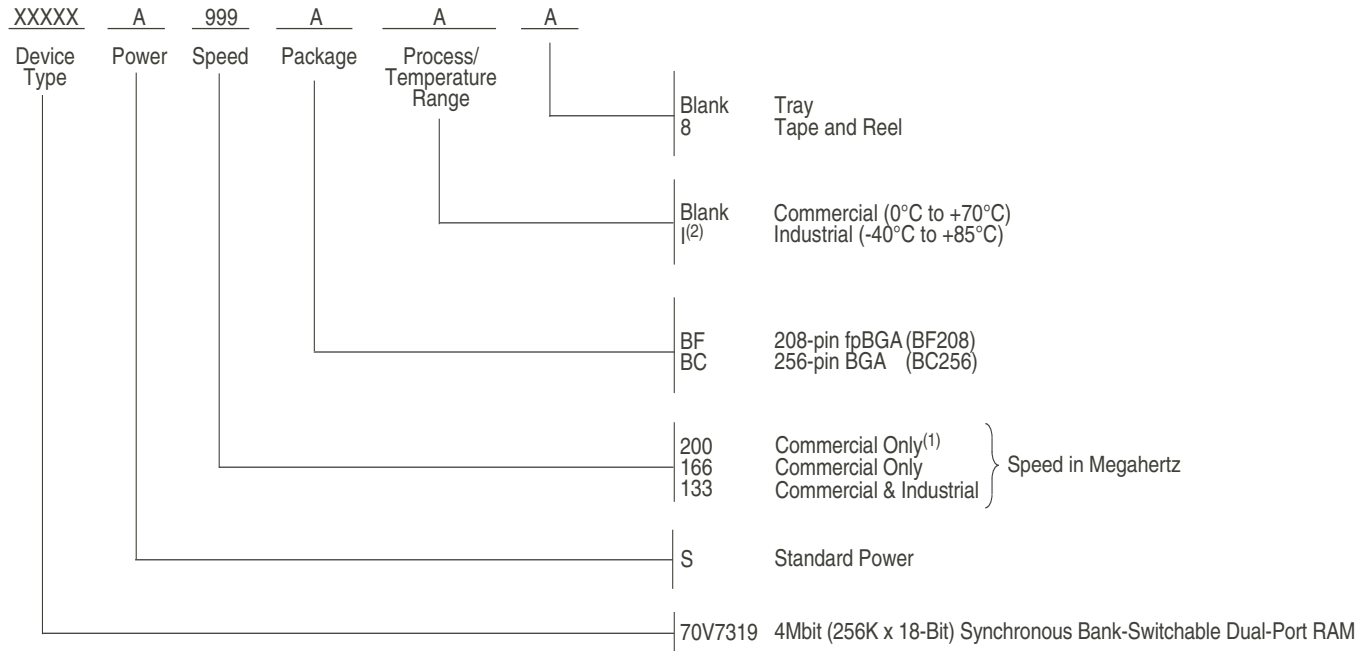 XXXXX A 999 A A A
Device Type Power Speed Package Process/ Temperature Range
Blank Tray
8 Tape and Reel
Blank Commercial (0°C to +70°C)
I(2) Industrial (-40°C to +85°C)
BF 208-pin fpBGA (BF208)
BC 256-pin BGA (BC256)
200 Commercial Only(1)
166 Commercial Only
133 Commercial & Industrial
Speed in Megahertz
S Standard Power
70V7319 4Mbit (256K x 18-Bit) Synchronous Bank-Switchable Dual-Port RAM